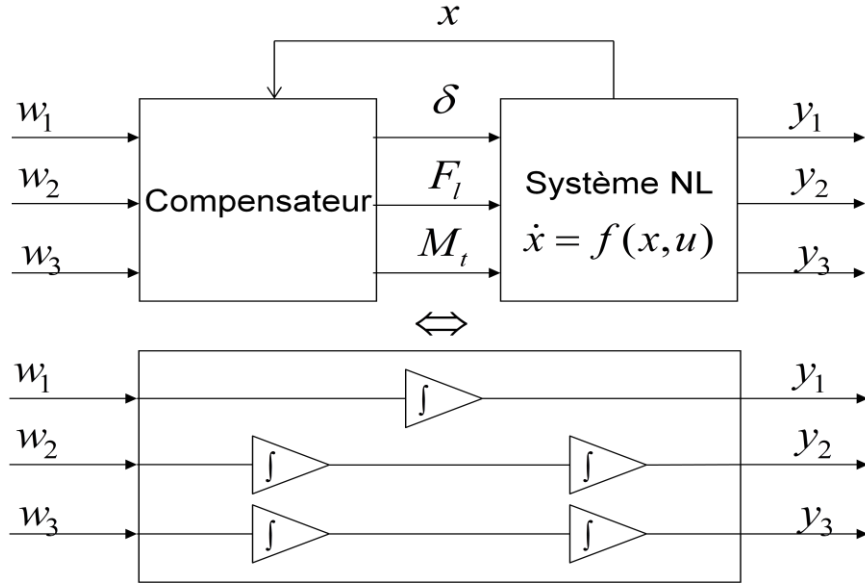 x
w₁ δ y₁
w₂ Compensateur Fₗ Système NL y₂
w₃ Mₜ ẋ = f(x,u) y₃
⇔
w₁ ∫ y₁
w₂ ∫ ∫ y₂
w₃ ∫ ∫ y₃